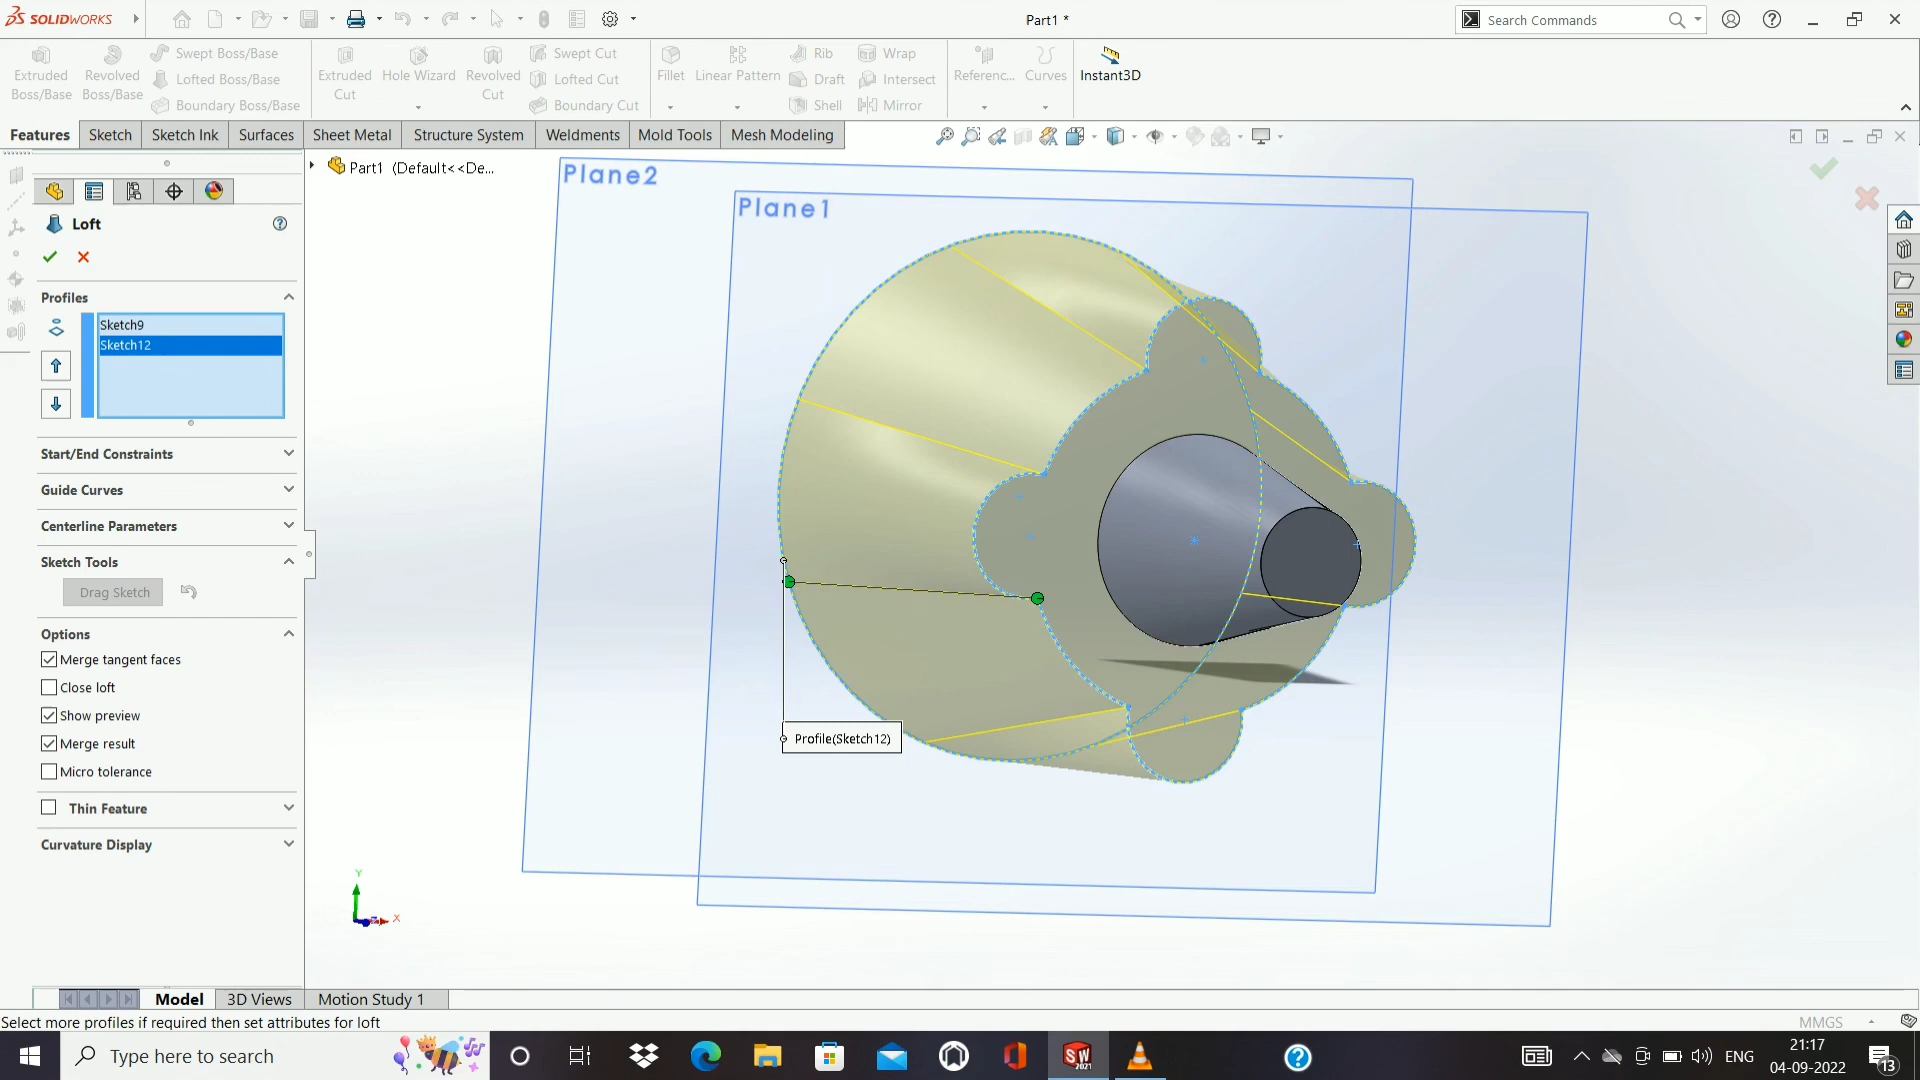 SOLIDWORKS
Part1 *
Search Commands
Extruded Boss/Base
Revolved Boss/Base
Swept Boss/Base
Lofted Boss/Base
Boundary Boss/Base
Extruded Cut
Hole Wizard
Revolved Cut
Swept Cut
Lofted Cut
Boundary Cut
Fillet
Linear Pattern
Rib
Draft
Shell
Wrap
Intersect
Mirror
Referenc...
Curves
Instant3D
Features
Sketch
Sketch Ink
Surfaces
Sheet Metal
Structure System
Weldments
Mold Tools
Mesh Modeling
Part1 (Default<<De...
Loft
Profiles
Sketch9
Sketch12
Start/End Constraints
Guide Curves
Centerline Parameters
Sketch Tools
Drag Sketch
Options
Merge tangent faces
Close loft
Show preview
Merge result
Micro tolerance
Thin Feature
Curvature Display
Plane2
Plane1
Profile(Sketch12)
Y
X
Model
3D Views
Motion Study 1
Select more profiles if required then set attributes for loft
MMGS
Type here to search
SW
2021
ENG
21:17
04-09-2022
13